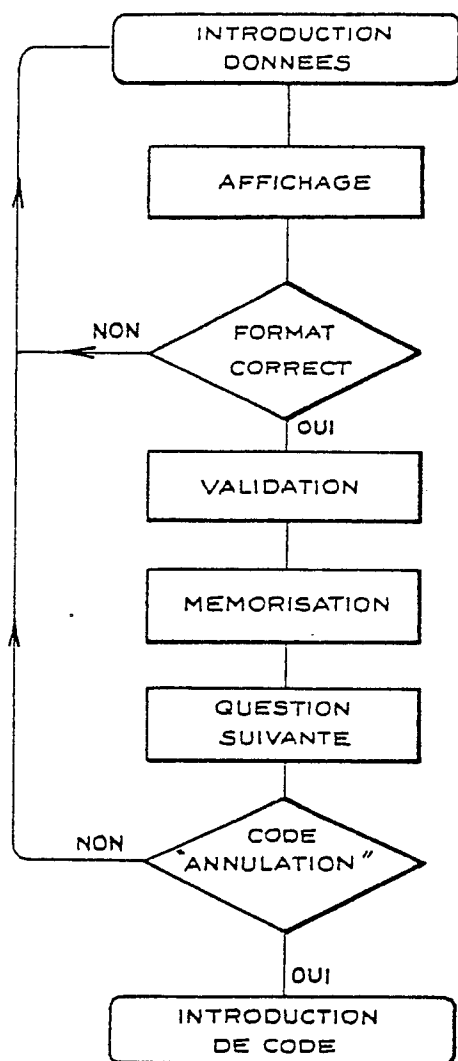 INTRODUCTION
DONNEES
AFFICHAGE
NON
FORMAT
CORRECT
OUI
VALIDATION
MEMORISATION
QUESTION
SUIVANTE
NON
CODE
"ANNULATION"
OUI
INTRODUCTION
DE CODE